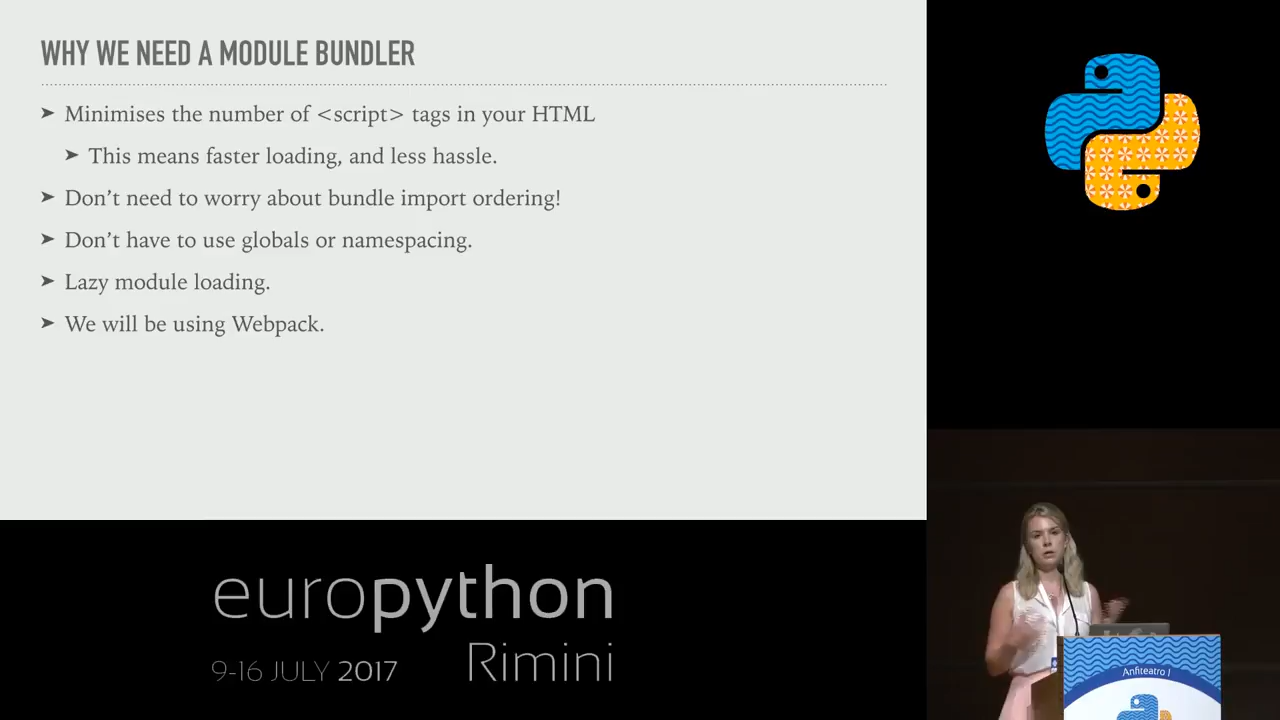 WHY WE NEED A MODULE BUNDLER
➤ Minimises the number of <script> tags in your HTML
➤ This means faster loading, and less hassle.
➤ Don't need to worry about bundle import ordering!
➤ Don't have to use globals or namespacing.
➤ Lazy module loading.
➤ We will be using Webpack.
europython
9-16 JULY 2017 Rimini
Anfiteatro 1